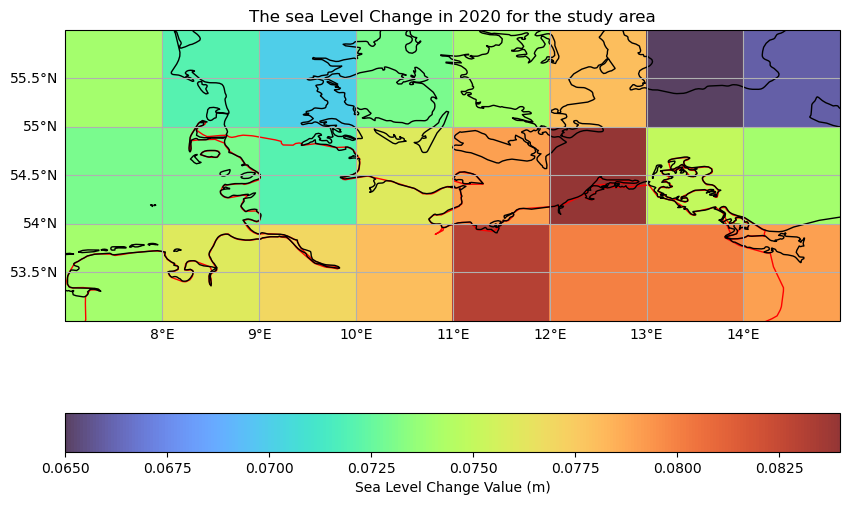 The sea Level Change in 2020 for the study area
55.5°N
55°N
54.5°N
54°N
53.5°N
8°E 9°E 10°E 11°E 12°E 13°E 14°E
0.0650 0.0675 0.0700 0.0725 0.0750 0.0775 0.0800 0.0825
Sea Level Change Value (m)